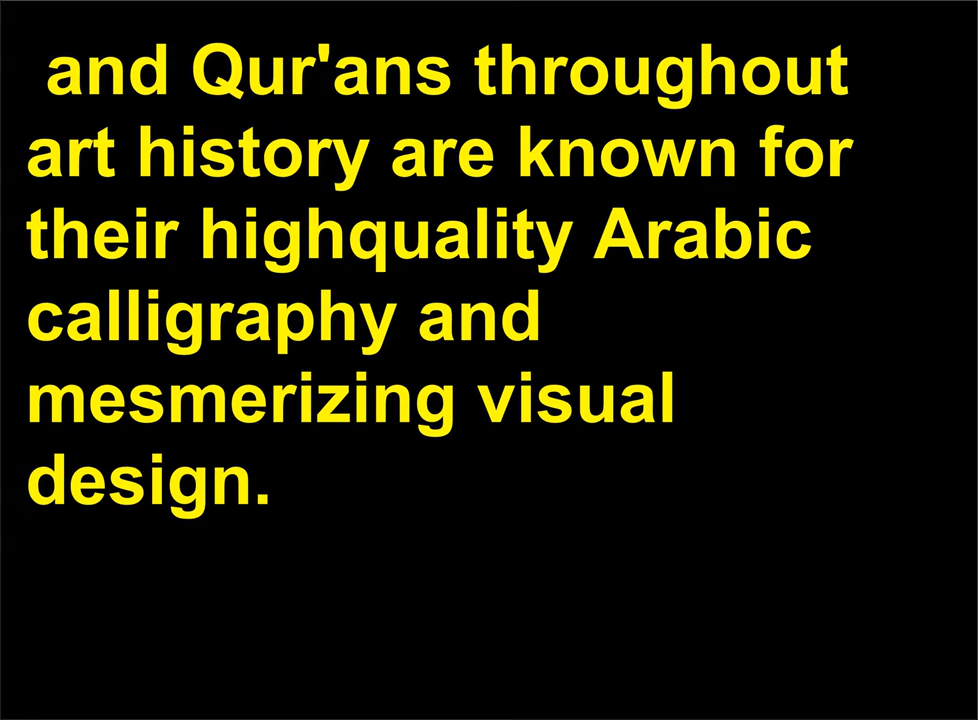 and Qur'ans throughout
art history are known for
their highquality Arabic
calligraphy and
mesmerizing visual
design.